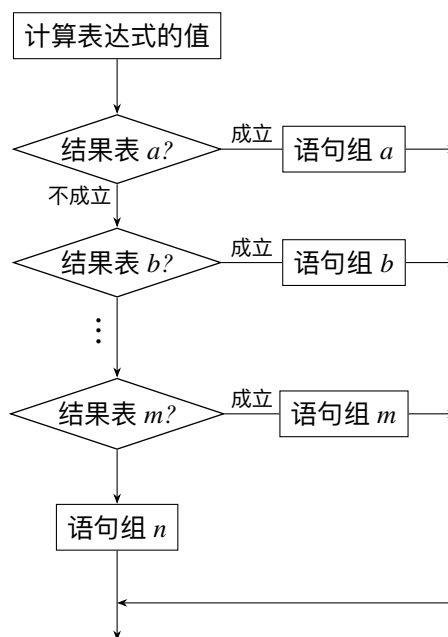 计算表达式的值
结果表 a?
成立
语句组 a
不成立
结果表 b?
成立
语句组 b
⋮
结果表 m?
成立
语句组 m
语句组 n